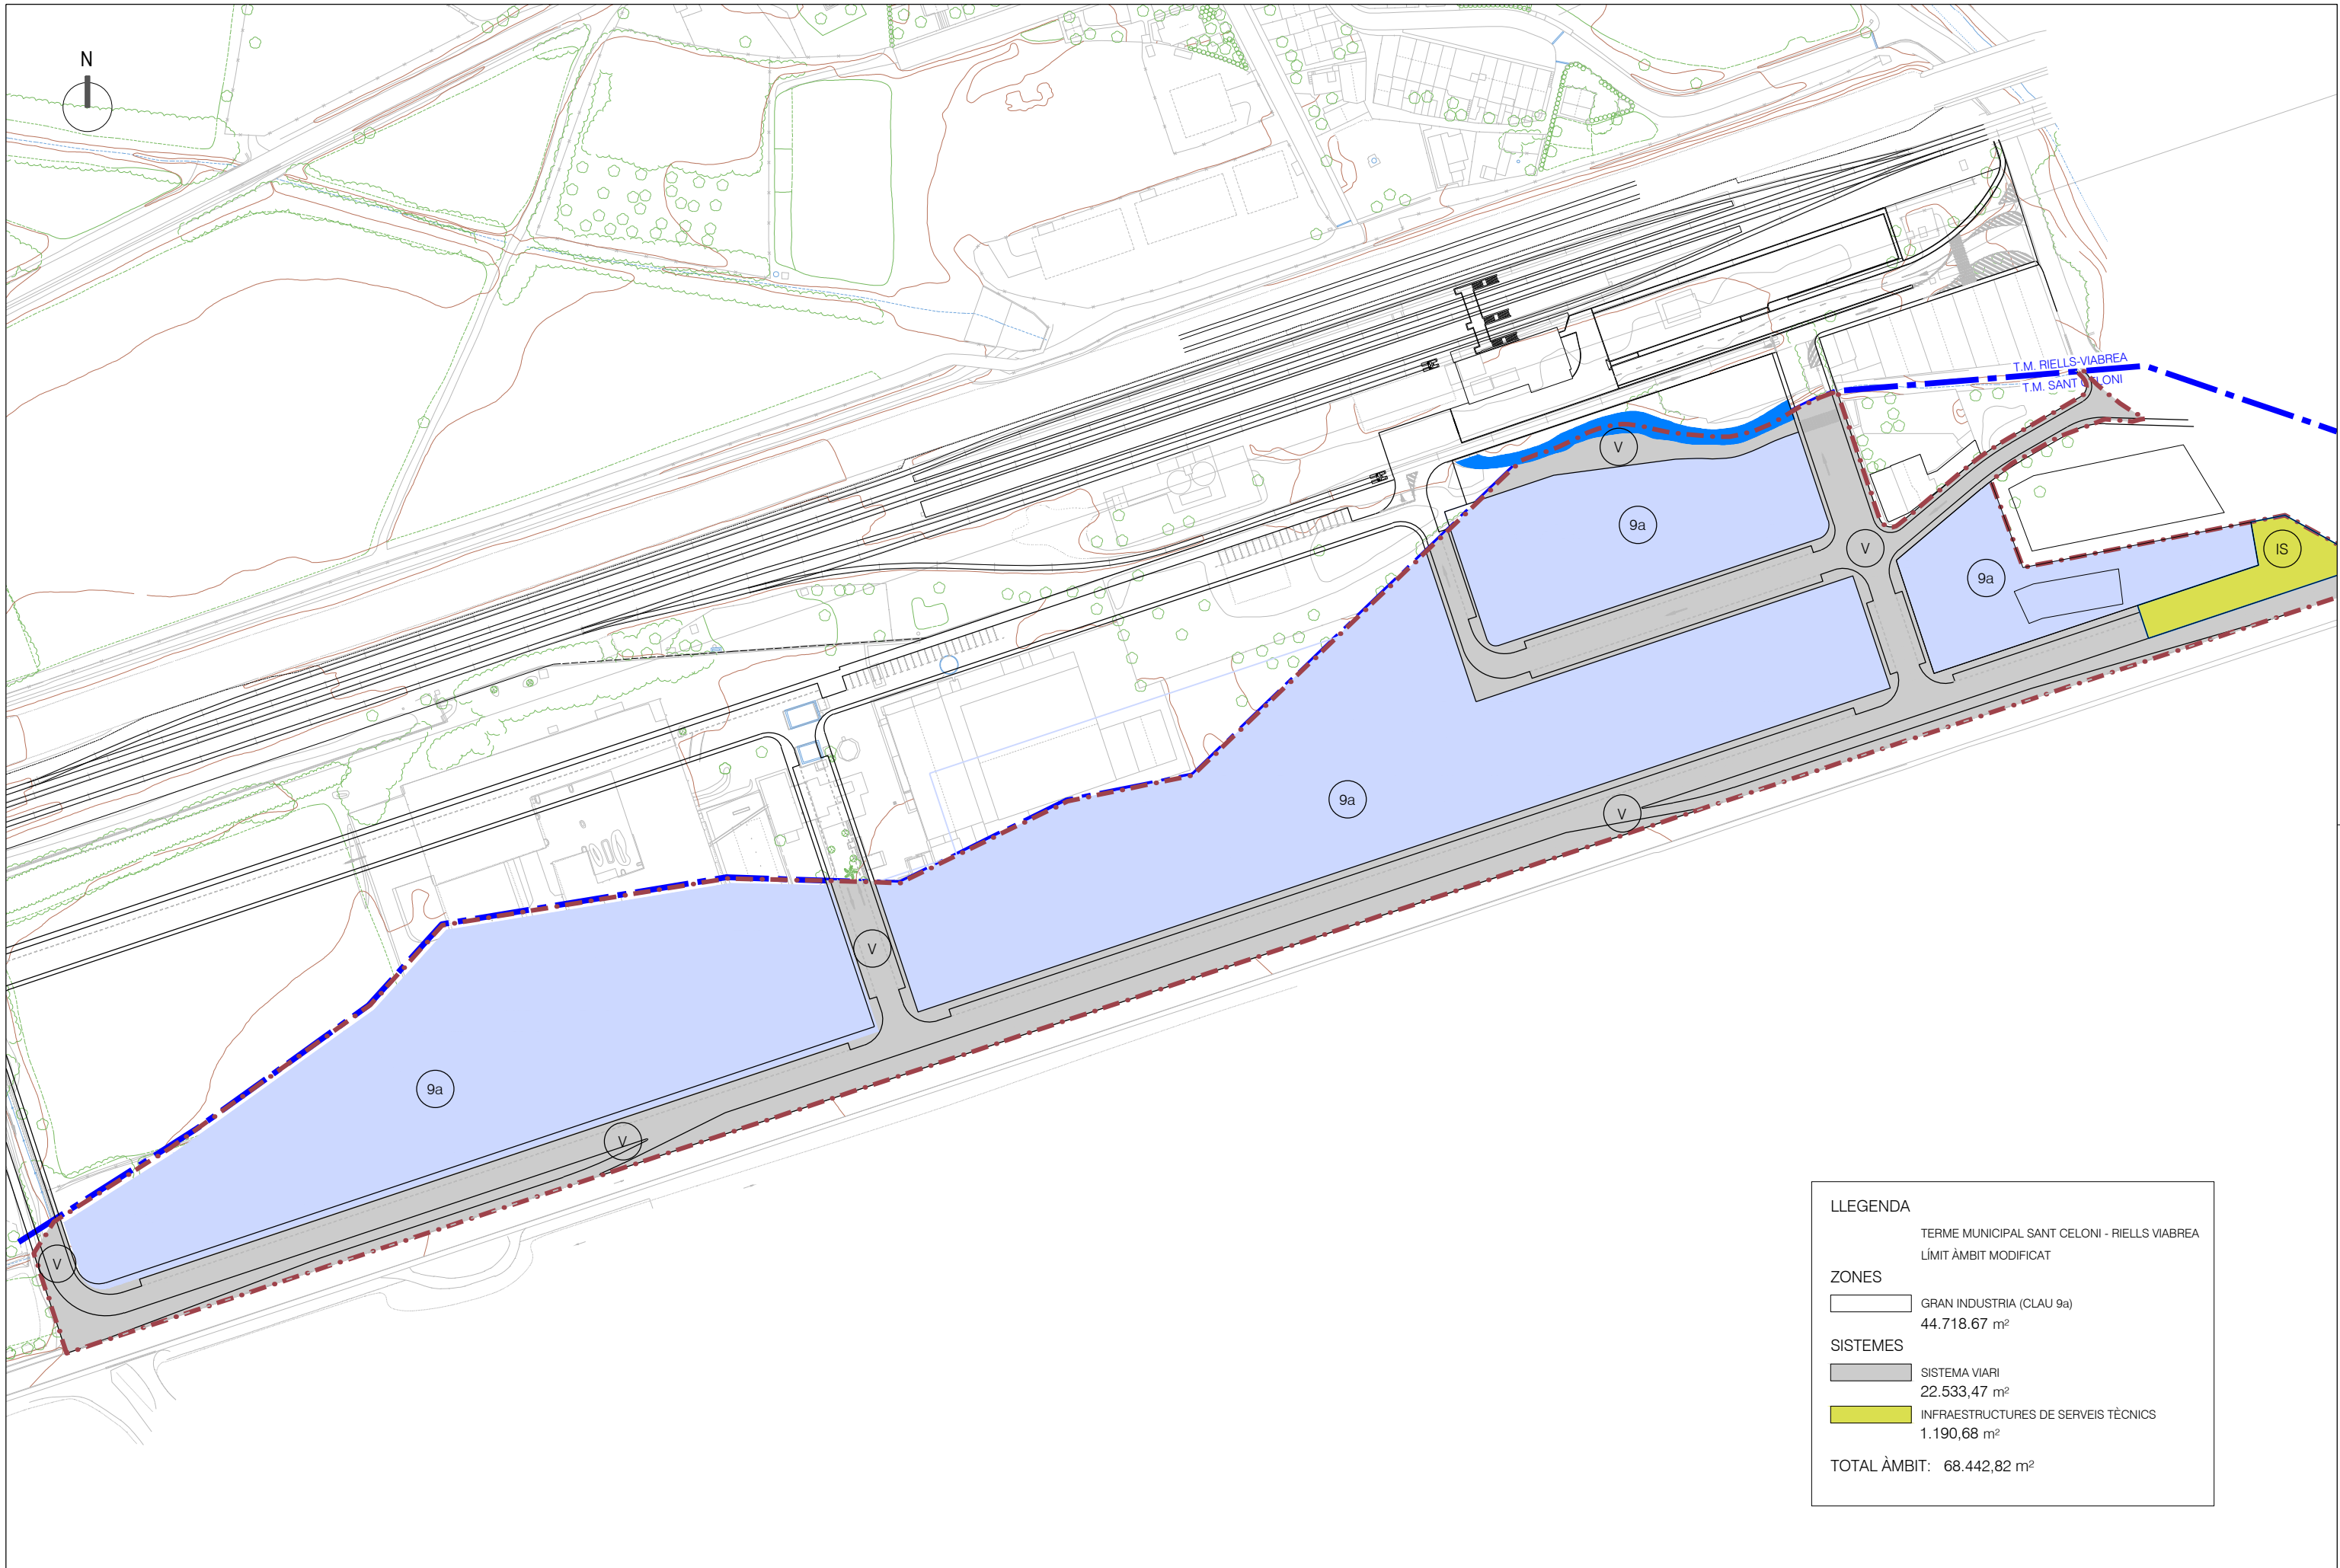 N
T.M. RIELLS-VIABREA
T.M. SANT CELONI
V
9a
V
IS
9a
9a
V
V
9a
V
V
LLEGENDA
TERME MUNICIPAL SANT CELONI - RIELLS VIABREA
LÍMIT ÀMBIT MODIFICAT
ZONES
GRAN INDUSTRIA (CLAU 9a)
44.718.67 m²
SISTEMES
SISTEMA VIARI
22.533,47 m²
INFRAESTRUCTURES DE SERVEIS TÈCNICS
1.190,68 m²
TOTAL ÀMBIT: 68.442,82 m²